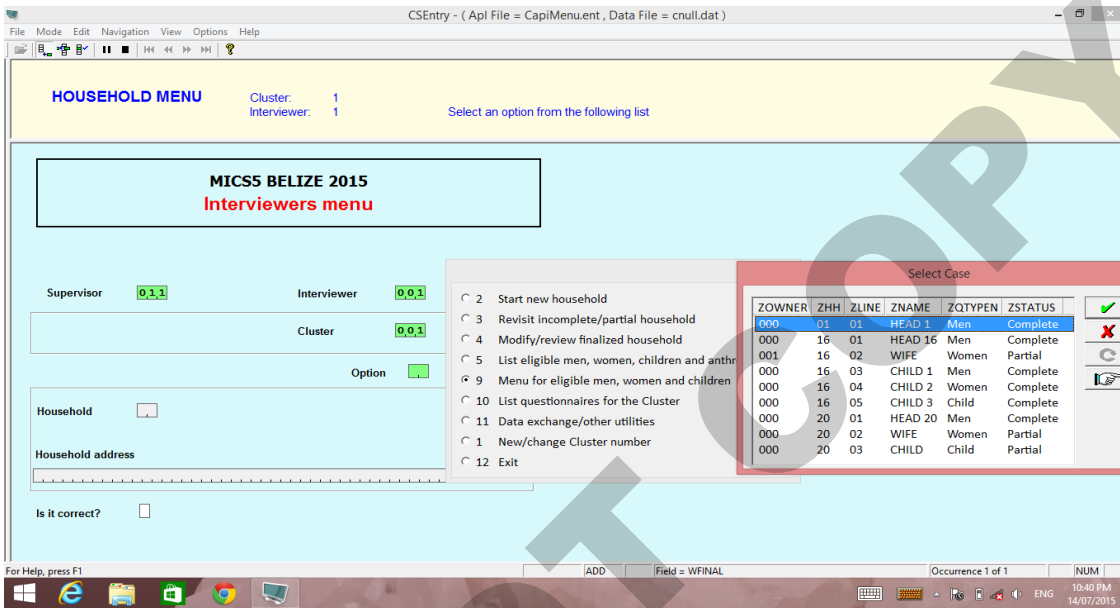 CSEntry - ( Apl File = CapiMenu.ent , Data File = cnull.dat )
File Mode Edit Navigation View Options Help
HOUSEHOLD MENU
Cluster: 1
Interviewer: 1
Select an option from the following list
MICS5 BELIZE 2015
Interviewers menu
Supervisor 0 1 1
Interviewer 0 0 1
Cluster 0 0 1
Option
Household
Household address
Is it correct?
2 Start new household
3 Revisit incomplete/partial household
4 Modify/review finalized household
5 List eligible men, women, children and anthr
9 Menu for eligible men, women and children
10 List questionnaires for the Cluster
11 Data exchange/other utilities
1 New/change Cluster number
12 Exit
Select Case
ZOWNER ZHH ZLINE ZNAME ZQTYPEN ZSTATUS
000 01 01 HEAD 1 Men Complete
000 16 01 HEAD 16 Men Complete
001 16 02 WIFE Women Partial
000 16 03 CHILD 1 Men Complete
000 16 04 CHILD 2 Women Complete
000 16 05 CHILD 3 Child Complete
000 20 01 HEAD 20 Men Complete
000 20 02 WIFE Women Partial
000 20 03 CHILD Child Partial
For Help, press F1
ADD
Field = WFINAL
Occurrence 1 of 1
NUM
ENG
10:40 PM
14/07/2015
T COPY